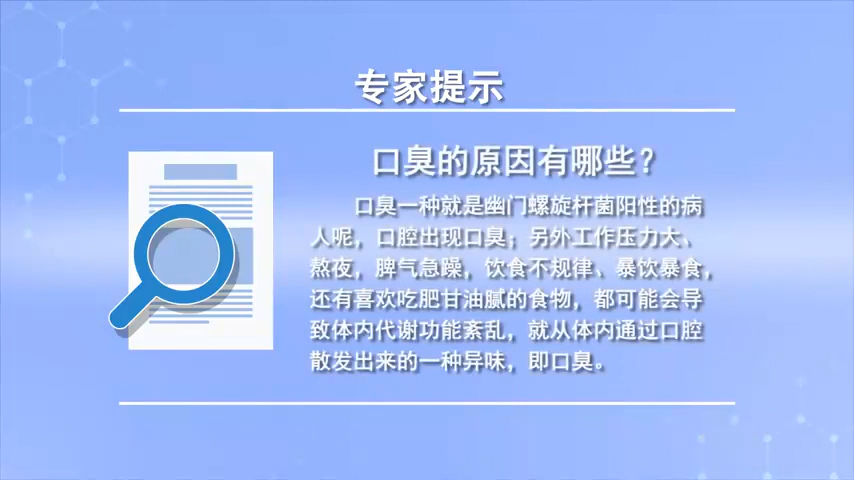 专家提示
口臭的原因有哪些？
口臭一种就是幽门螺旋杆菌阳性的病
人呢，口腔出现口臭；另外工作压力大、
熬夜，脾气急躁，饮食不规律、暴饮暴食，
还有喜欢吃肥甘油腻的食物，都可能会导
致体内代谢功能紊乱，就从体内通过口腔
散发出来的一种异味，即口臭。